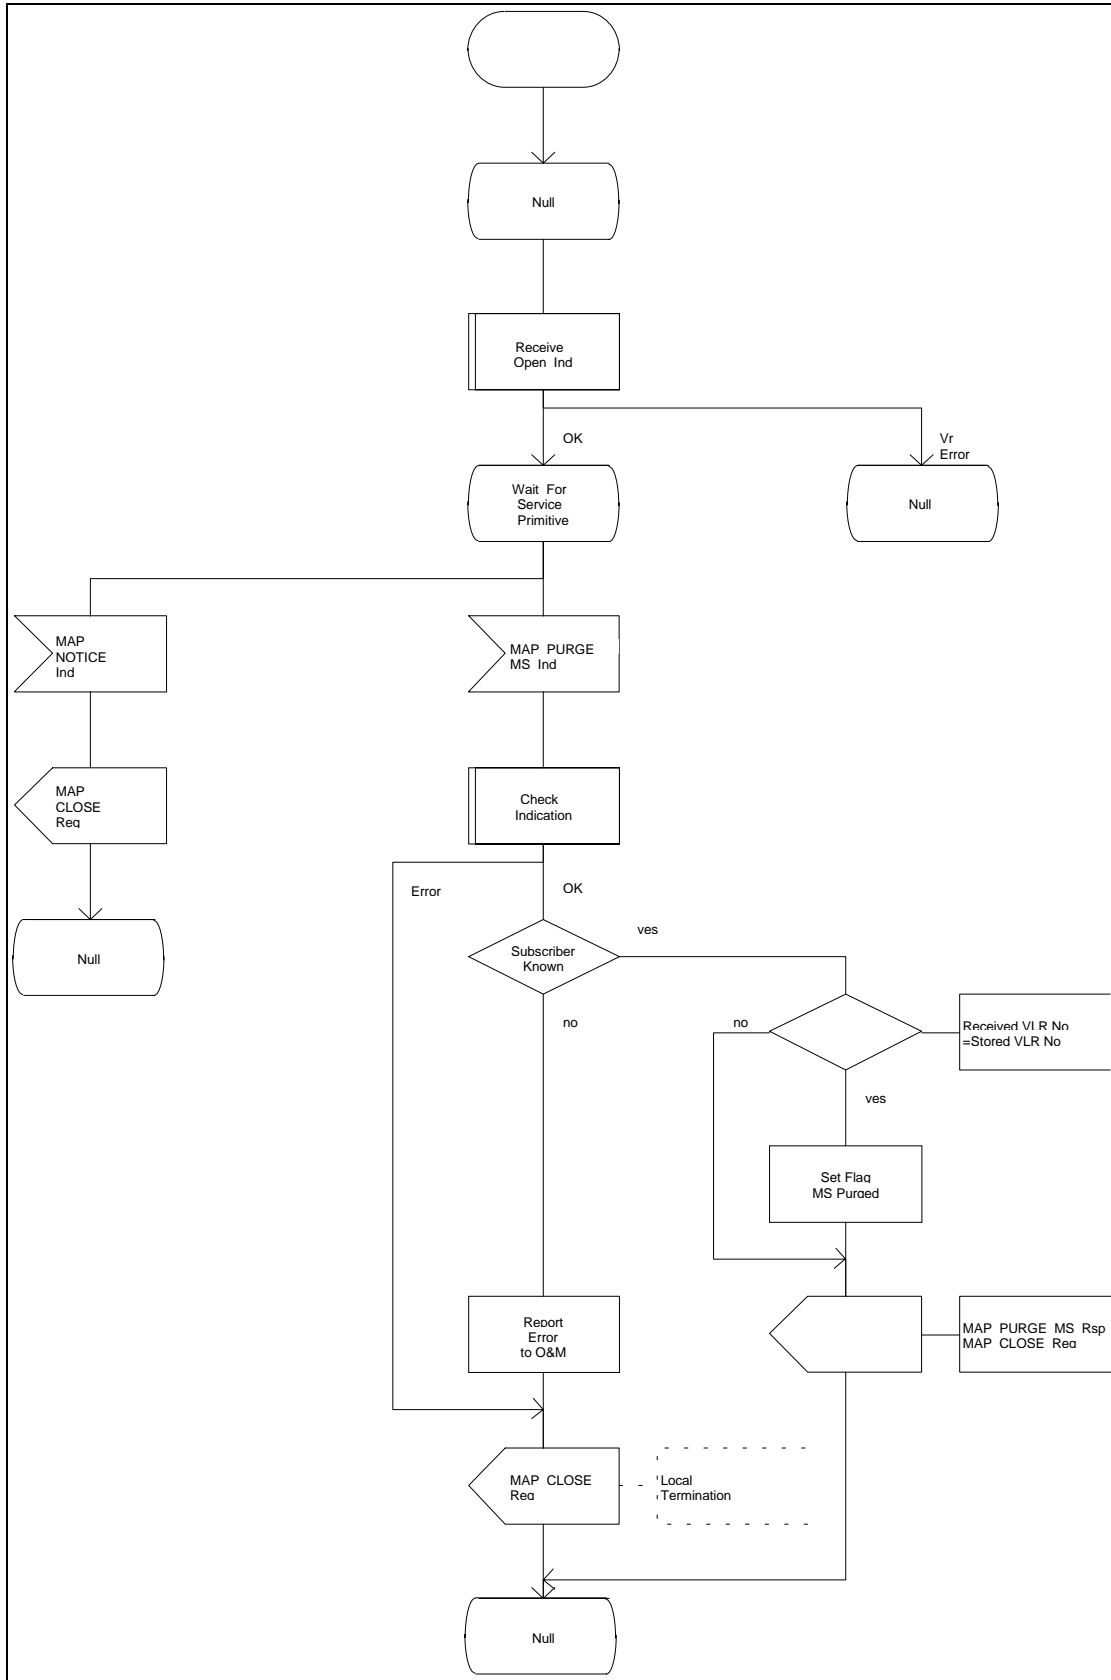 Null
Receive
Open Ind
OK
Vr
Error
Wait For
Service
Primitive
Null
MAP
NOTICE
Ind
MAP PURGE
MS Ind
MAP
CLOSE
Req
Check
Indication
Error
OK
Null
Subscriber
Known
yes
no
no
Received VLR No
=Stored VLR No
yes
Set Flag
MS Purged
Report
Error
to O&M
MAP PURGE MS Rsp
MAP CLOSE Req
MAP CLOSE
Req
Local
Termination
Null